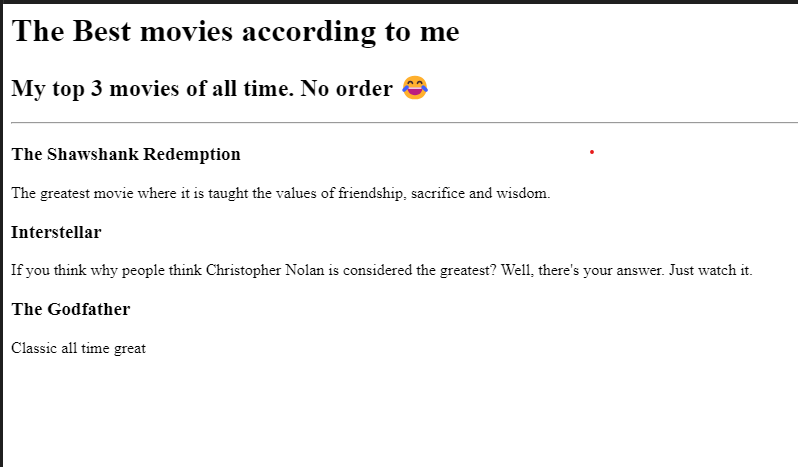 The Best movies according to me
My top 3 movies of all time. No order 😂
The Shawshank Redemption
The greatest movie where it is taught the values of friendship, sacrifice and wisdom.
Interstellar
If you think why people think Christopher Nolan is considered the greatest? Well, there's your answer. Just watch it.
The Godfather
Classic all time great